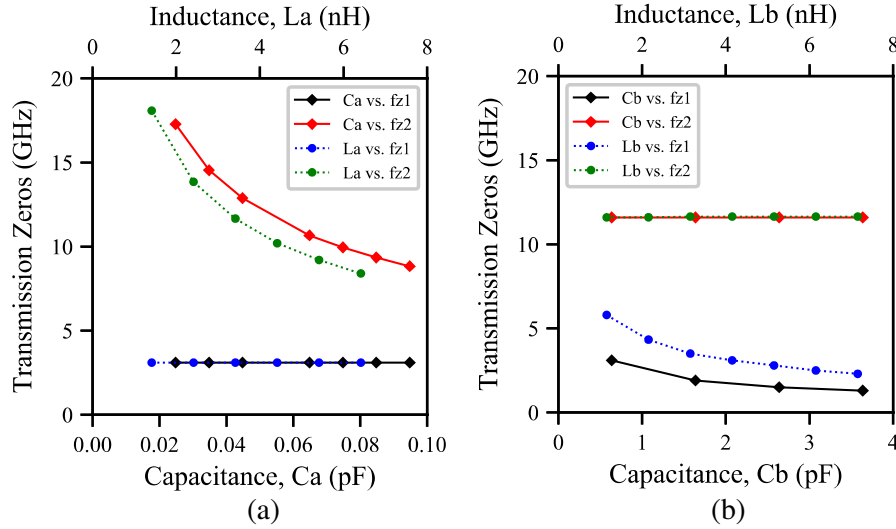 Inductance, La (nH)
0 2 4 6 8
Transmission Zeros (GHz)
20
15
10
5
0
Ca vs. fz1
Ca vs. fz2
La vs. fz1
La vs. fz2
0.00 0.02 0.04 0.06 0.08 0.10
Capacitance, Ca (pF)
(a)
Inductance, Lb (nH)
0 2 4 6 8
Transmission Zeros (GHz)
20
15
10
5
0
Cb vs. fz1
Cb vs. fz2
Lb vs. fz1
Lb vs. fz2
0 1 2 3 4
Capacitance, Cb (pF)
(b)